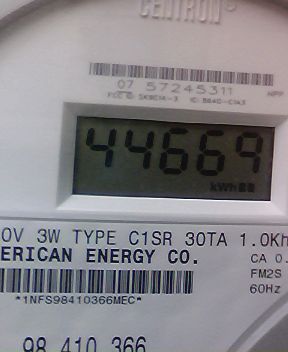 CENTRON®
07 57245311
44669
kWh
0V 3W TYPE C1SR 30TA 1.0Kh
ERICAN ENERGY CO.
CA 0.
FM2S
*1NFS98410366MEC*
60Hz
98 410 366